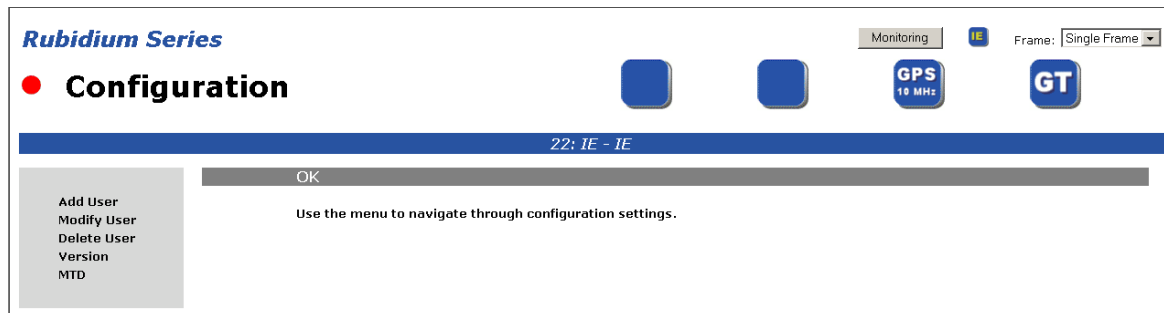 Rubidium Series
Monitoring
IE
Frame: Single Frame
Configuration
GPS
10 MHz
GT
22: IE - IE
OK
Add User
Modify User
Delete User
Version
MTD
Use the menu to navigate through configuration settings.